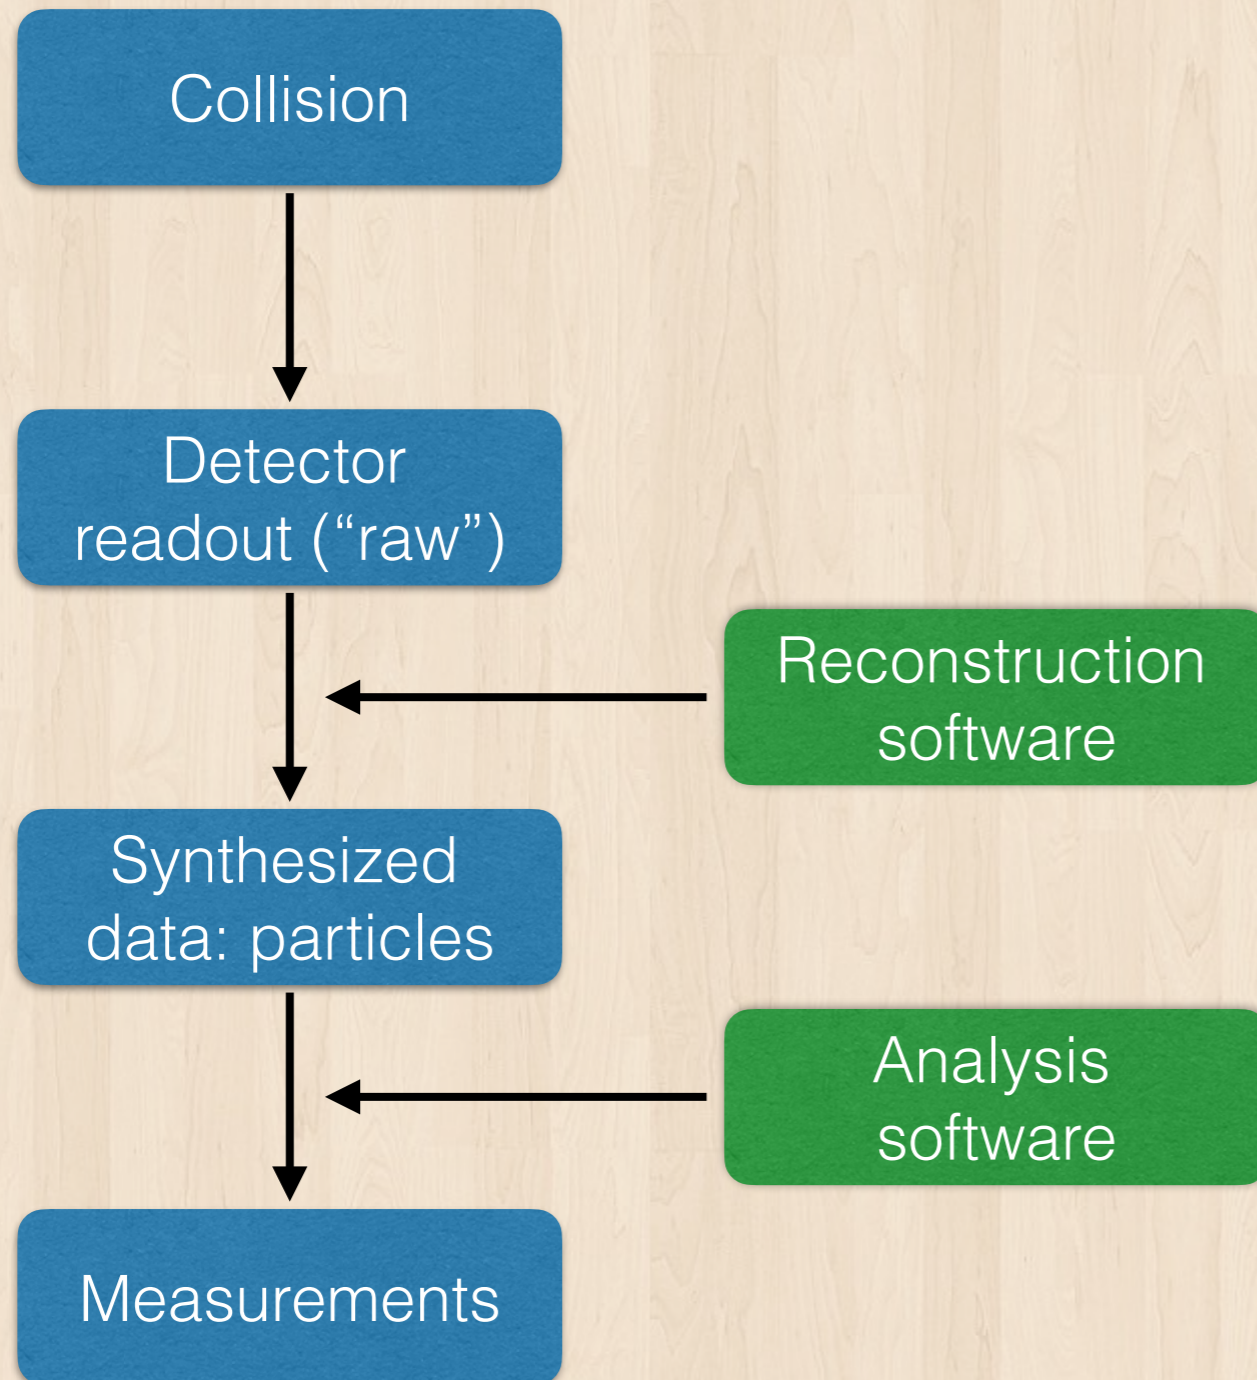 Collision
Detector
readout (“raw”)
Reconstruction
software
Synthesized
data: particles
Analysis
software
Measurements